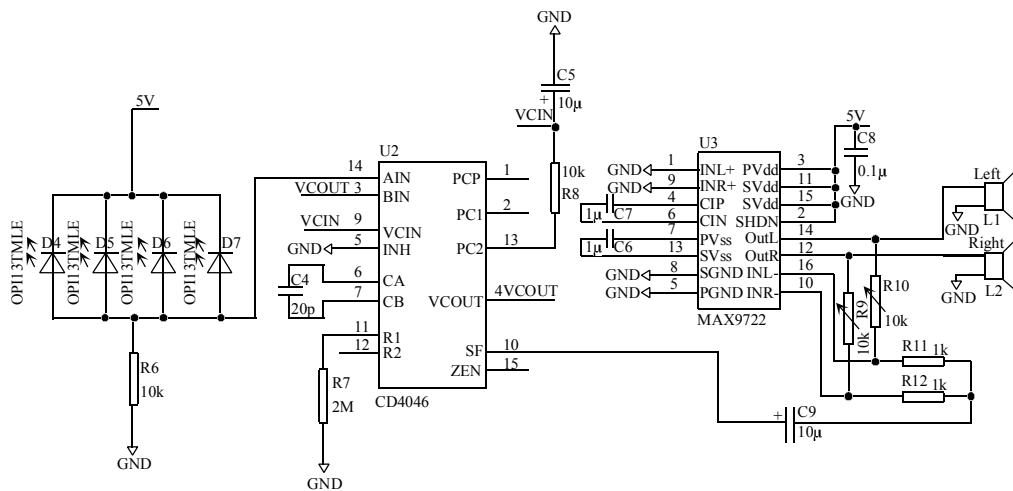 GND
C5
+
10μ
VCIN
5V
U2
14
AIN
VCOUT 3
BIN
VCIN
9
VCIN
GND
5
INH
C4
20p
6
CA
7
CB
11
R1
12
R2
PCP
1
PC1
2
PC2
13
VCOUT
4VCOUT
SF
10
ZEN
15
CD4046
10k
R8
OPI13TMLE
D4
OPI13TMLE
D5
OPI13TMLE
D6
OPI13TMLE
D7
R6
10k
GND
R7
2M
GND
U3
GND
1
INL+
GND
9
INR+
4
CIP
1μ
C7
6
CIN
7
PVss
1μ
C6
13
SVss
GND
8
SGND
GND
5
PGND
PVdd
3
SVdd
11
SVdd
15
SHDN
2
OutL
14
OutR
12
INL-
16
INR-
10
MAX9722
5V
C8
0.1μ
GND
Left
L1
GND
Right
L2
GND
R10
10k
R9
10k
R11
1k
R12
1k
+
C9
10μ